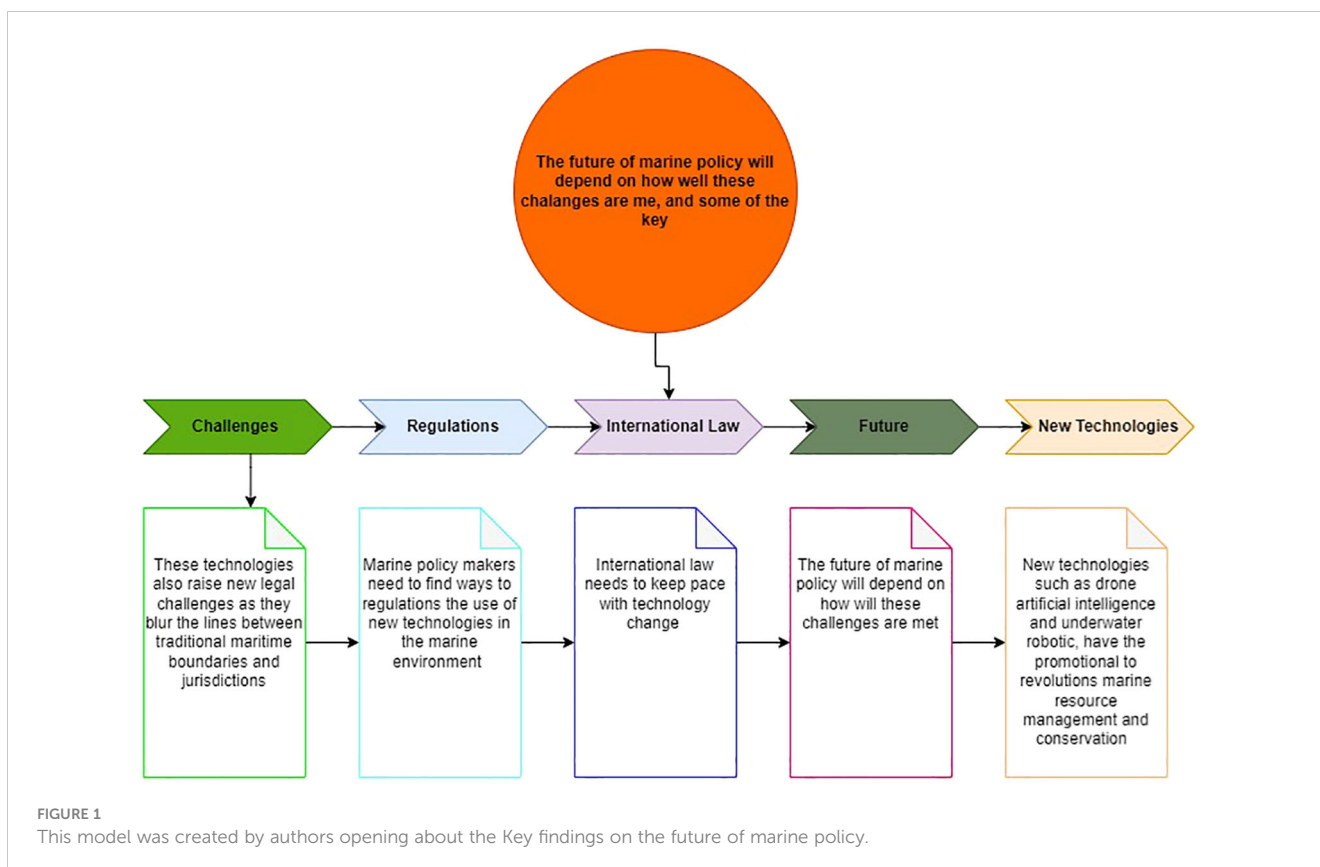 The future of marine policy will
depend on how well these
chalanges are me, and some of the
key
Challenges
Regulations
International Law
Future
New Technologies
These technologies
also raise new legal
challenges as they
blur the lines between
traditional maritime
boundaries and
jurisdictions
Marine policy makers
need to find ways to
regulations the use of
new technologies in
the marine
environment
International law
needs to keep pace
with technology
change
The future of marine
policy will depend on
how will these
challenges are met
New technologies
such as drone
artificial intelligence
and underwater
robotic, have the
promotional to
revolutions marine
resource
management and
conservation
FIGURE 1
This model was created by authors opening about the Key findings on the future of marine policy.